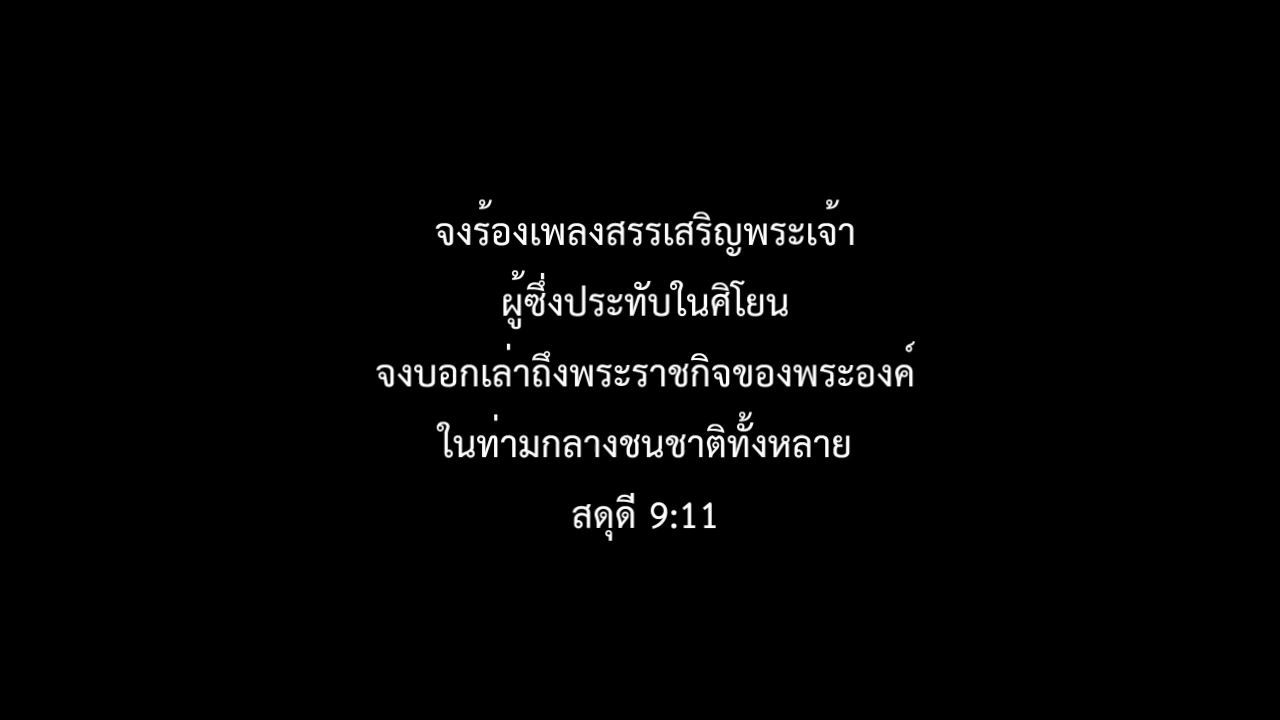 จงร้องเพลงสรรเสริญพระเจ้า
ผู้ซึ่งประทับในศิโยน
จงบอกเล่าถึงพระราชกิจของพระองค์
ในท่ามกลางชนชาติทั้งหลาย
สดุดี 9:11